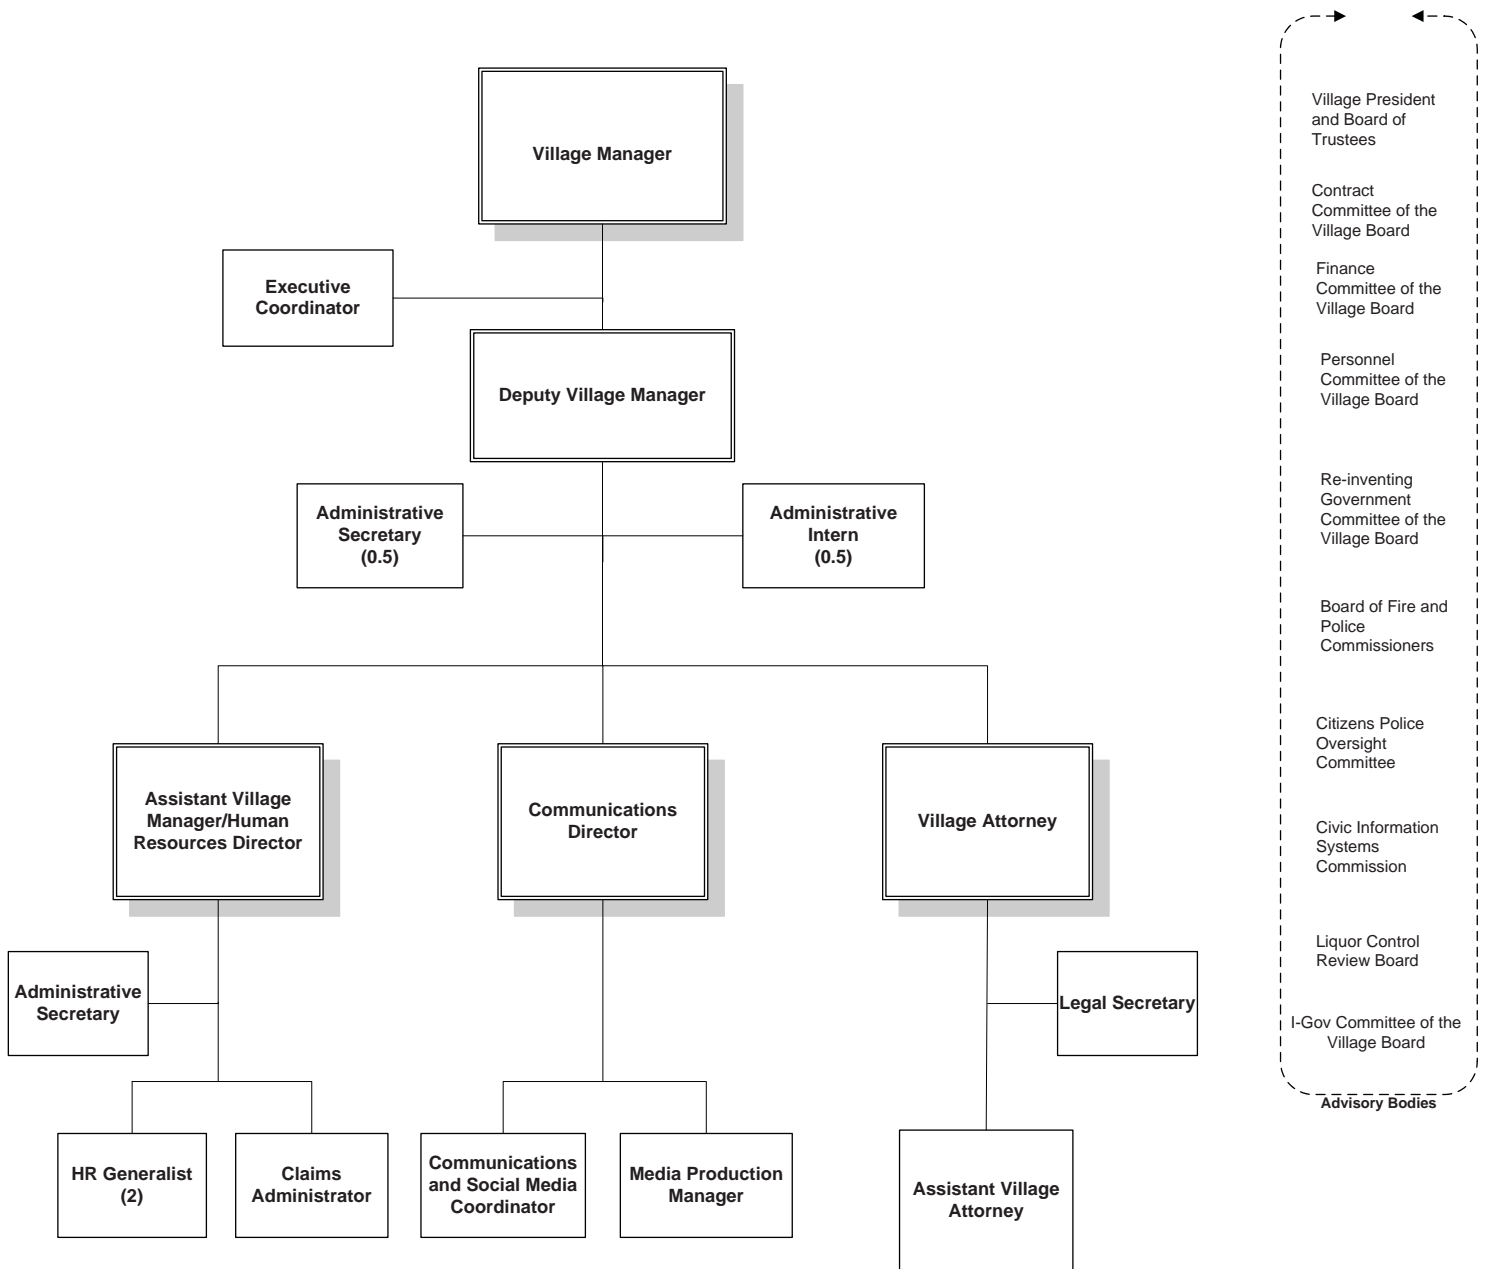 Village Manager
Executive
Coordinator
Deputy Village Manager
Administrative
Secretary
(0.5)
Administrative
Intern
(0.5)
Assistant Village
Manager/Human
Resources Director
Communications
Director
Village Attorney
Administrative
Secretary
Legal Secretary
HR Generalist
(2)
Claims
Administrator
Communications
and Social Media
Coordinator
Media Production
Manager
Assistant Village
Attorney
Village President
and Board of
Trustees
Contract
Committee of the
Village Board
Finance
Committee of the
Village Board
Personnel
Committee of the
Village Board
Re-inventing
Government
Committee of the
Village Board
Board of Fire and
Police
Commissioners
Citizens Police
Oversight
Committee
Civic Information
Systems
Commission
Liquor Control
Review Board
I-Gov Committee of the
Village Board
Advisory Bodies